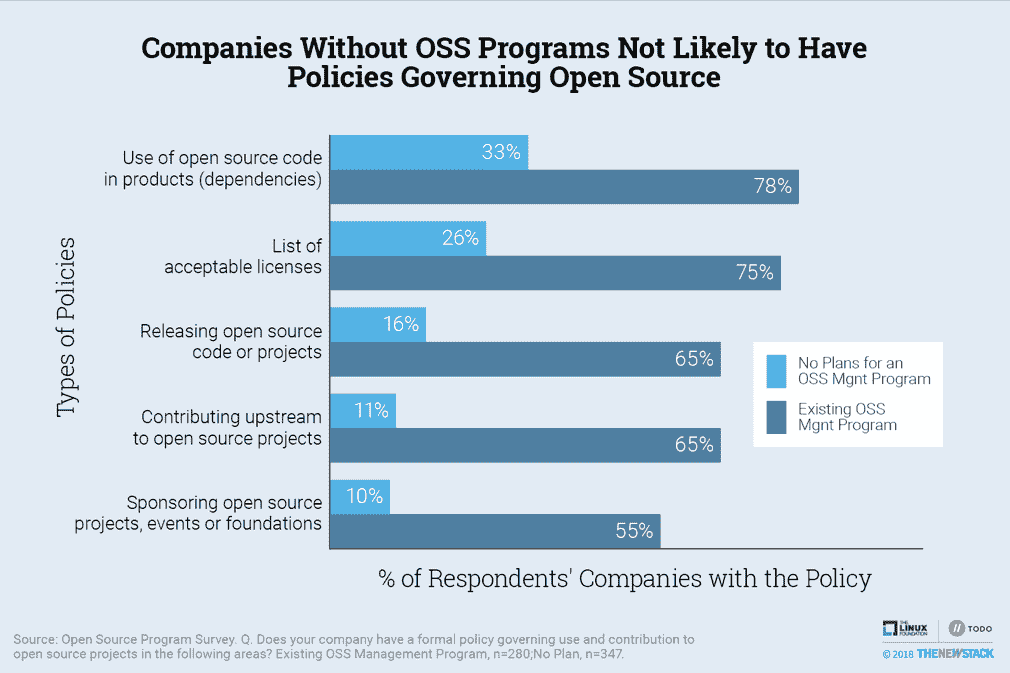 Companies Without OSS Programs Not Likely to Have
Policies Governing Open Source
Types of Policies
Use of open source code
in products (dependencies)
33%
78%
List of
acceptable licenses
26%
75%
Releasing open source
code or projects
16%
65%
Contributing upstream
to open source projects
11%
65%
Sponsoring open source
projects, events or foundations
10%
55%
No Plans for an
OSS Mgnt Program
Existing OSS
Mgnt Program
% of Respondents' Companies with the Policy
Source: Open Source Program Survey. Q. Does your company have a formal policy governing use and contribution to
open source projects in the following areas? Existing OSS Management Program, n=280;No Plan, n=347.
THE
LINUX
FOUNDATION
TODO
© 2018 THENEWSTACK